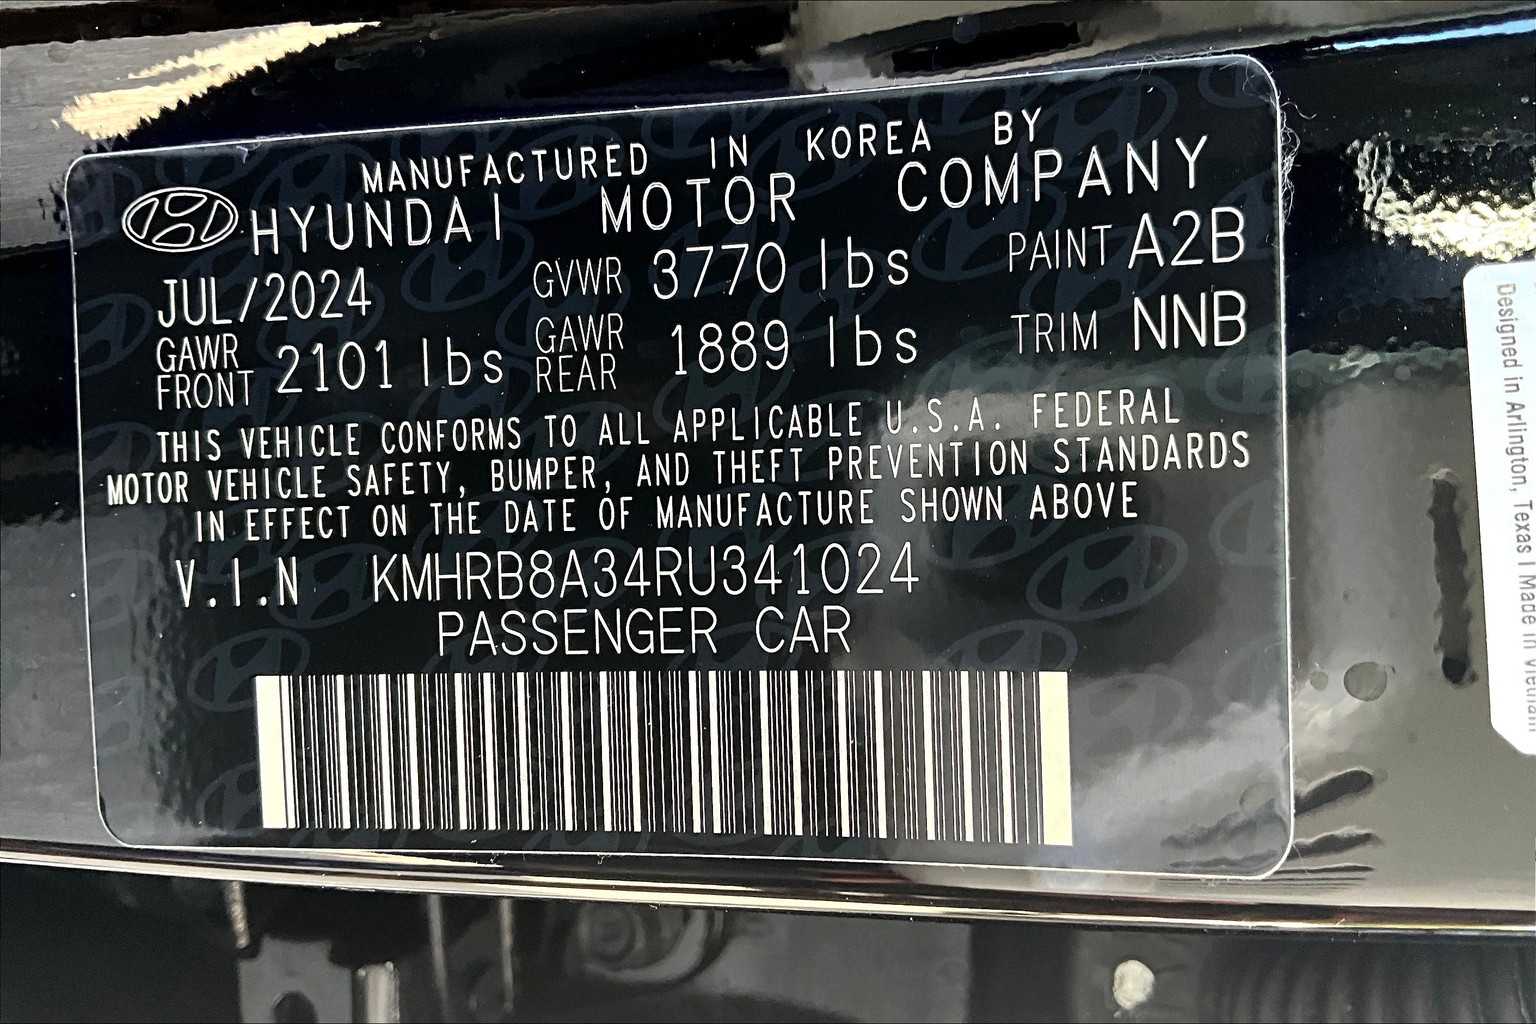 MANUFACTURED IN KOREA BY
HYUNDAI MOTOR COMPANY
JUL/2024 GVWR 3770 lbs PAINT A2B
GAWR FRONT 2101 lbs GAWR REAR 1889 lbs TRIM NNB
THIS VEHICLE CONFORMS TO ALL APPLICABLE U.S.A. FEDERAL
MOTOR VEHICLE SAFETY, BUMPER, AND THEFT PREVENTION STANDARDS
IN EFFECT ON THE DATE OF MANUFACTURE SHOWN ABOVE
V.I.N KMHRB8A34RU341024
PASSENGER CAR
Designed in Arlington, Texas | Made in Vietnam